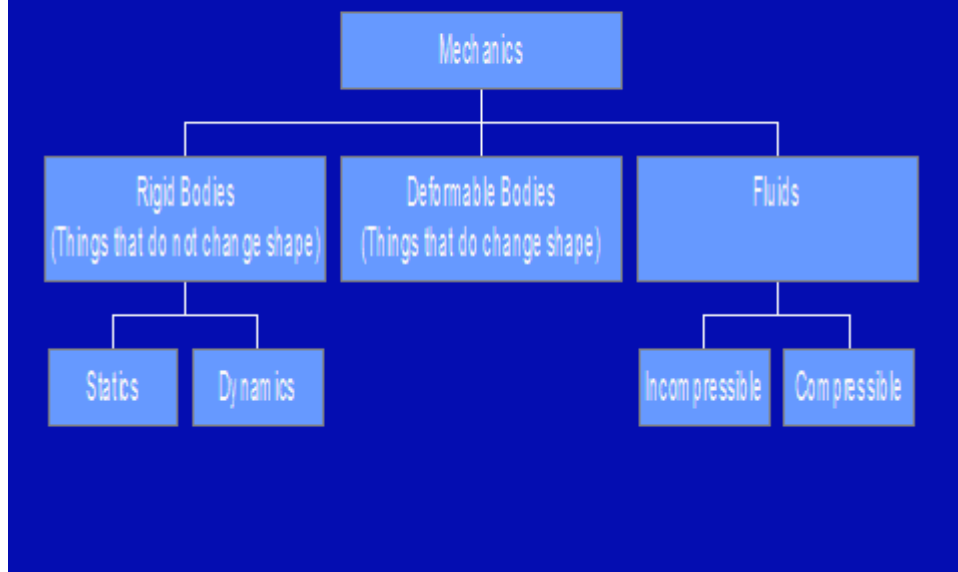 Mechanics
Rigid Bodies
(Things that do not change shape)
Deformable Bodies
(Things that do change shape)
Fluids
Statics
Dynamics
Incompressible
Compressible